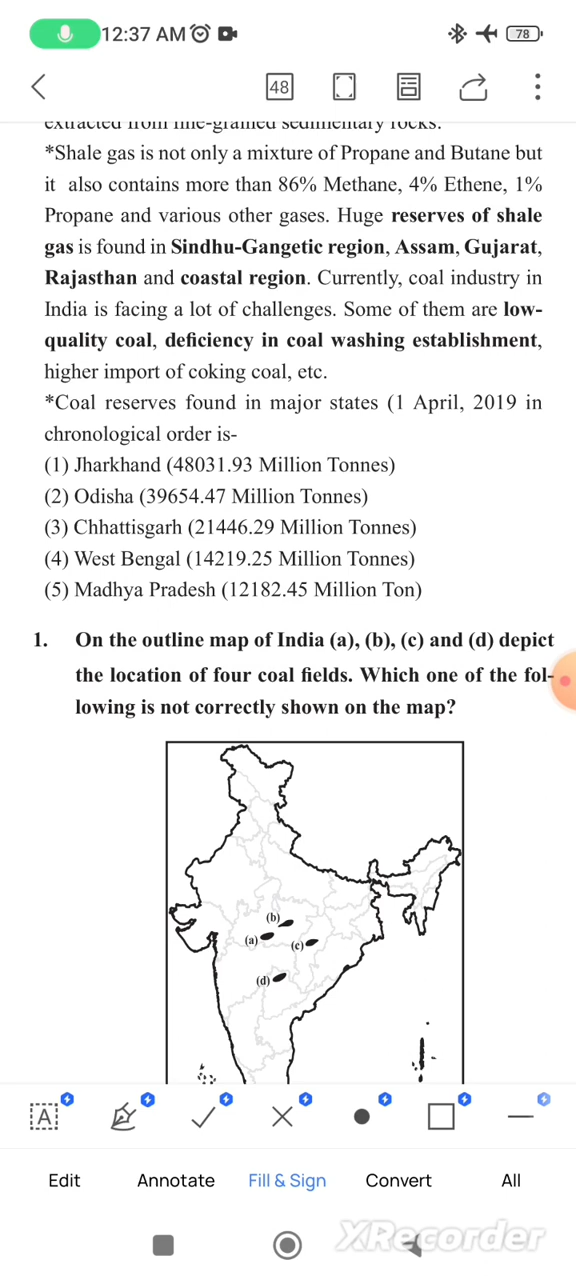 12:37 AM
78
48
extracted from fine-grained sedimentary rocks.
*Shale gas is not only a mixture of Propane and Butane but
it also contains more than 86% Methane, 4% Ethene, 1%
Propane and various other gases. Huge reserves of shale
gas is found in Sindhu-Gangetic region, Assam, Gujarat,
Rajasthan and coastal region. Currently, coal industry in
India is facing a lot of challenges. Some of them are low-
quality coal, deficiency in coal washing establishment,
higher import of coking coal, etc.
*Coal reserves found in major states (1 April, 2019 in
chronological order is-
(1) Jharkhand (48031.93 Million Tonnes)
(2) Odisha (39654.47 Million Tonnes)
(3) Chhattisgarh (21446.29 Million Tonnes)
(4) West Bengal (14219.25 Million Tonnes)
(5) Madhya Pradesh (12182.45 Million Ton)
1. On the outline map of India (a), (b), (c) and (d) depict
the location of four coal fields. Which one of the fol-
lowing is not correctly shown on the map?
(b)
(a)
(c)
(d)
A
Edit Annotate Fill & Sign Convert All
XRecorder